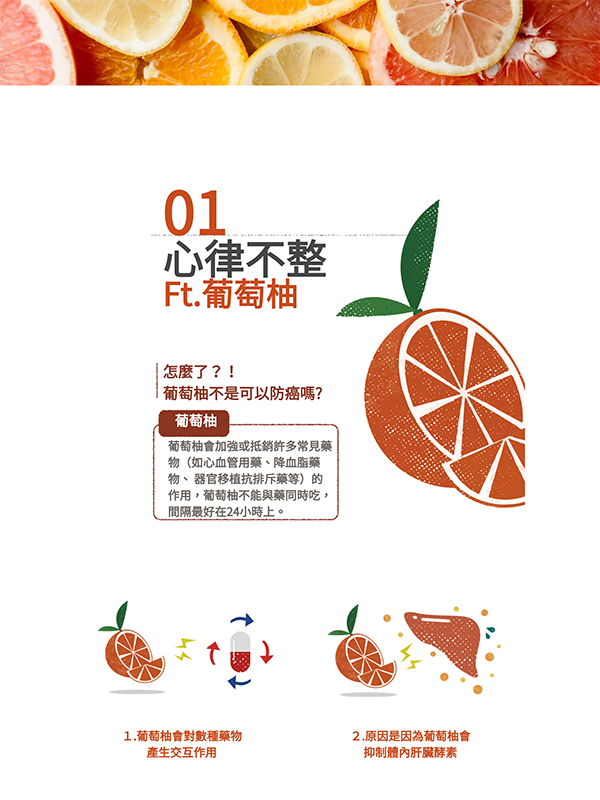 01
心律不整
Ft.葡萄柚
怎麼了？！
葡萄柚不是可以防癌嗎?
葡萄柚
葡萄柚會加強或抵銷許多常見藥
物（如心血管用藥、降血脂藥
物、 器官移植抗排斥藥等）的
作用，葡萄柚不能與藥同時吃，
間隔最好在24小時上。
１.葡萄柚會對數種藥物
產生交互作用
２.原因是因為葡萄柚會
抑制體內肝臟酵素